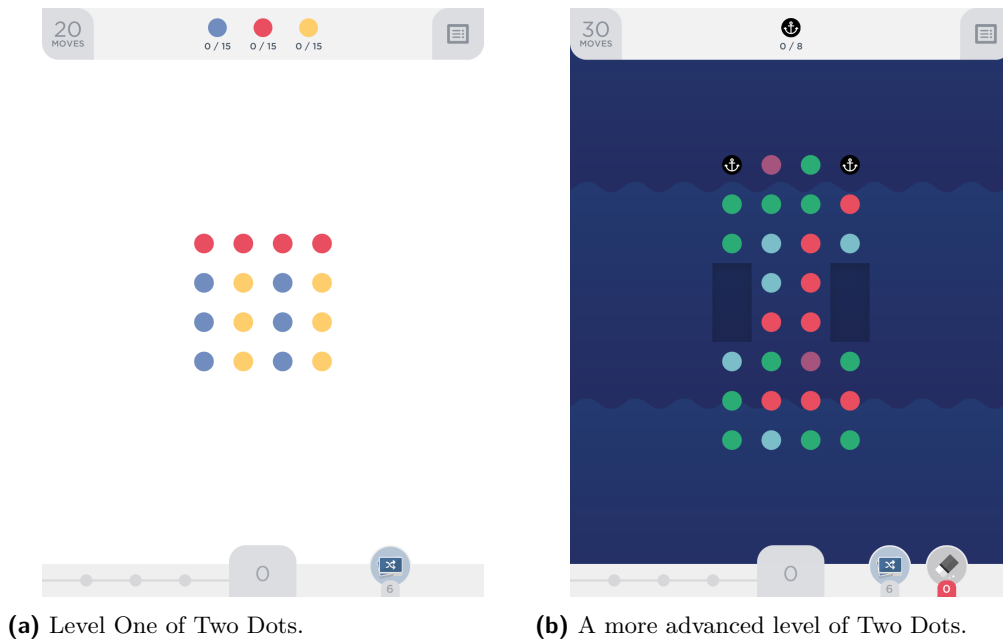 20
MOVES
0 / 15 0 / 15 0 / 15
0
6
(a) Level One of Two Dots.
30
MOVES
0 / 8
0
6
0
(b) A more advanced level of Two Dots.